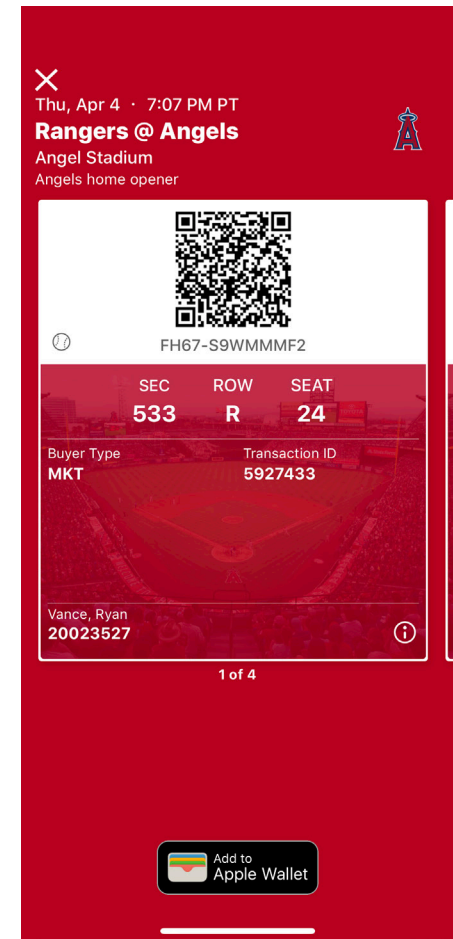 Thu, Apr 4 · 7:07 PM PT
Rangers @ Angels
Angel Stadium
Angels home opener
FH67-S9WMMMF2
SEC ROW SEAT
533 R 24
Buyer Type Transaction ID
MKT 5927433
Vance, Ryan
20023527
1 of 4
Add to
Apple Wallet